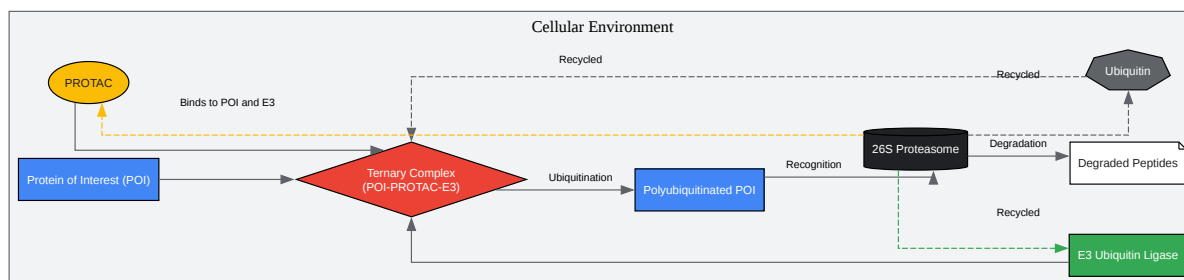 Cellular Environment
Recycled
Ubiquitin
Recycled
PROTAC
Binds to POI and E3
26S Proteasome
Degradation
Degraded Peptides
Ternary Complex
(POI-PROTAC-E3)
Protein of Interest (POI)
Ubiquitination
Polyubiquitinated POI
Recognition
Recycled
E3 Ubiquitin Ligase